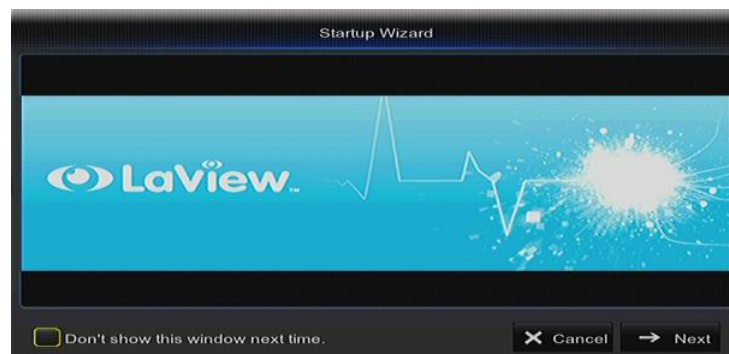 Startup Wizard
LaView
Don't show this window next time.
Cancel
Next